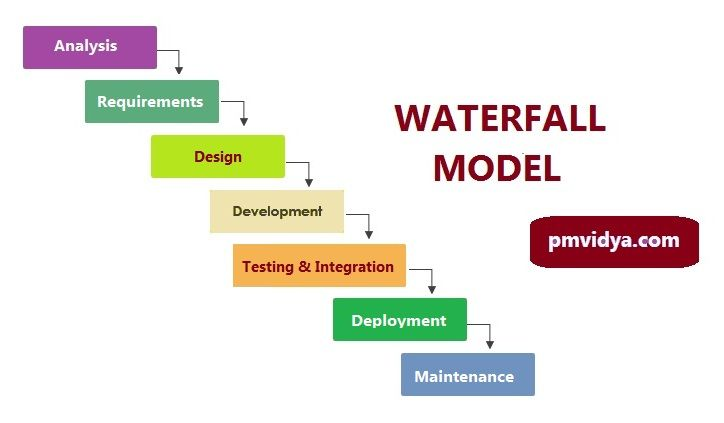 Analysis
Requirements
Design
Development
Testing & Integration
Deployment
Maintenance
WATERFALL
MODEL
pmvidya.com